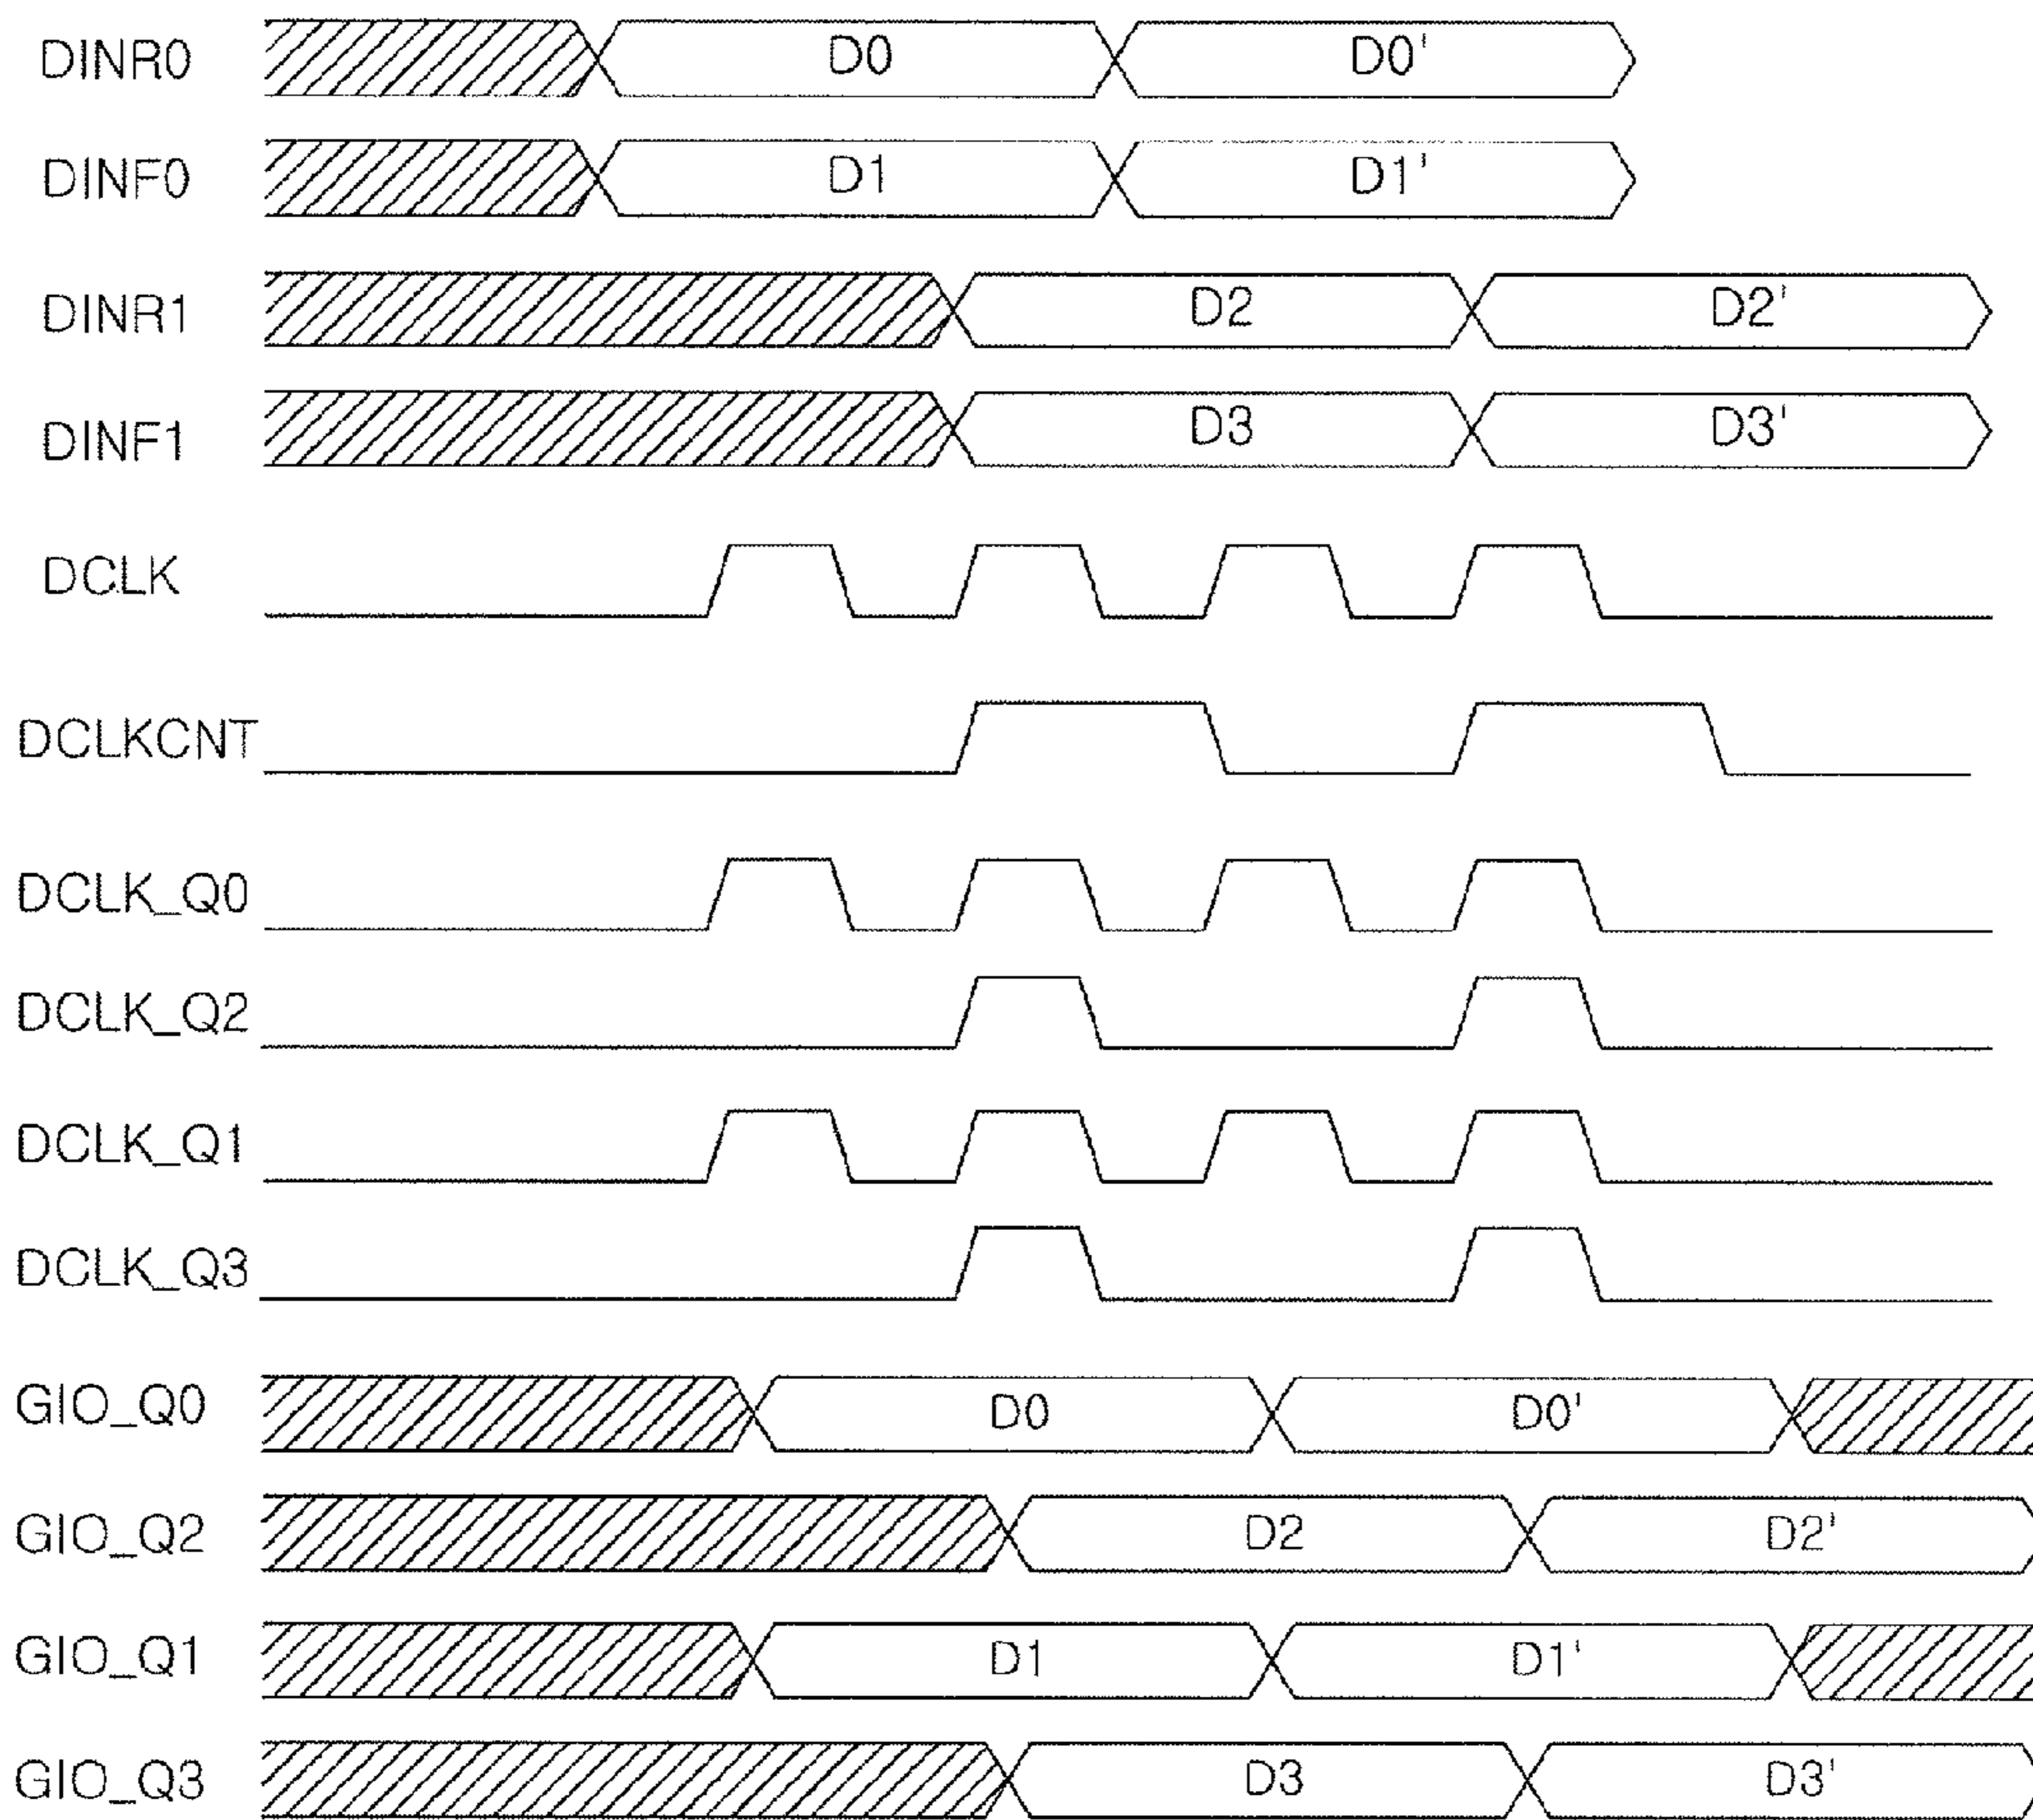 DINR0 D0 D0'
DINF0 D1 D1'
DINR1 D2 D2'
DINF1 D3 D3'
DCLK
DCLKCNT
DCLK_Q0
DCLK_Q2
DCLK_Q1
DCLK_Q3
GIO_Q0 D0 D0'
GIO_Q2 D2 D2'
GIO_Q1 D1 D1'
GIO_Q3 D3 D3'